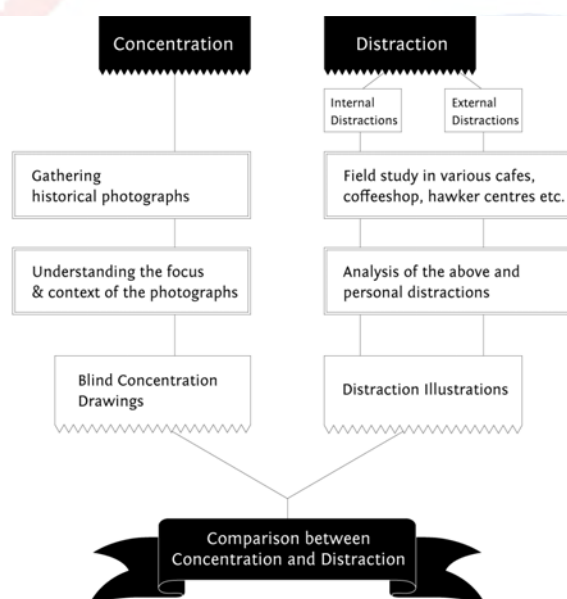 Concentration
Distraction
Internal
Distractions
External
Distractions
Gathering
historical photographs
Field study in various cafes,
coffeeshop, hawker centres etc.
Understanding the focus
& context of the photographs
Analysis of the above and
personal distractions
Blind Concentration
Drawings
Distraction Illustrations
Comparison between
Concentration and Distraction